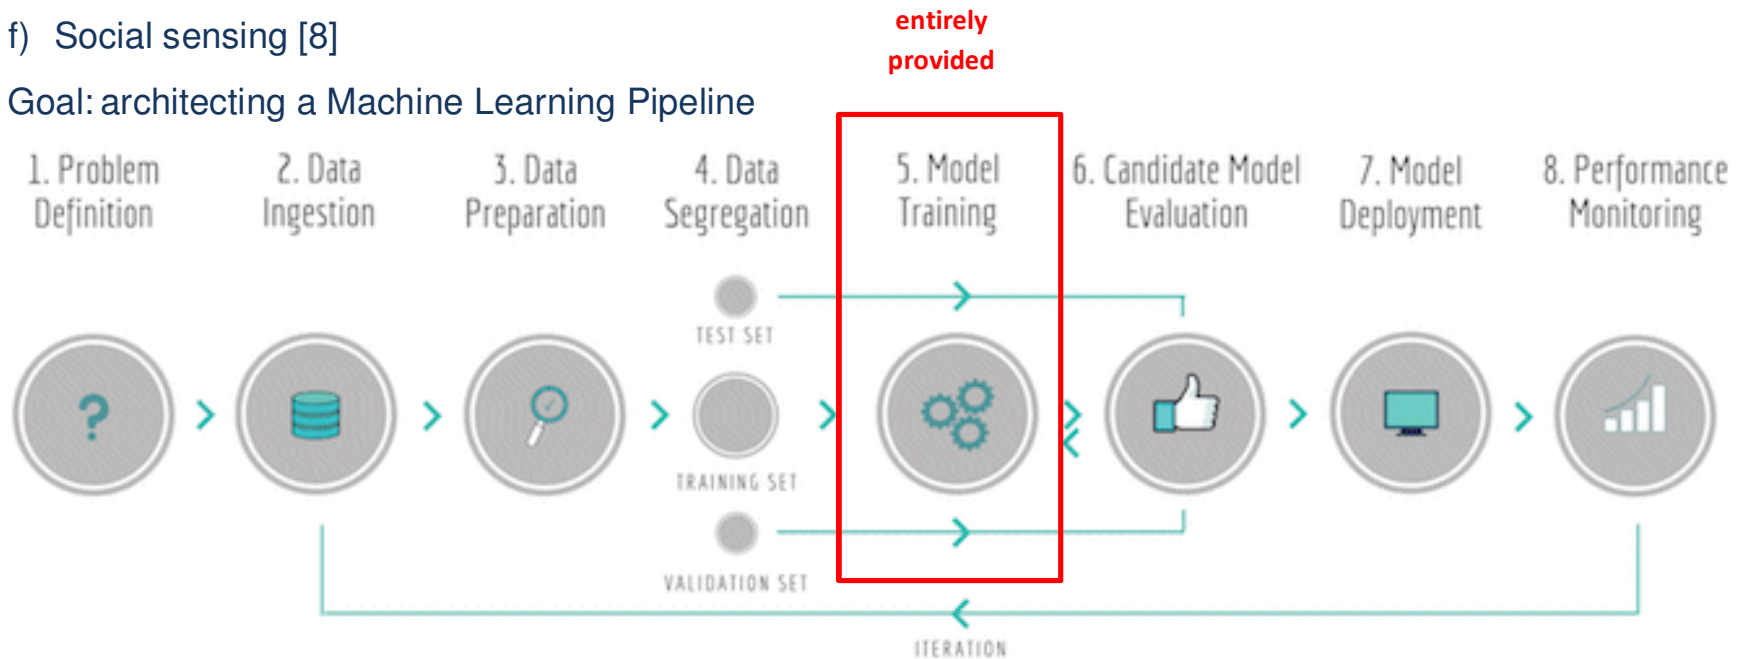 f) Social sensing [8]
entirely
provided
Goal: architecting a Machine Learning Pipeline
1. Problem
Definition
2. Data
Ingestion
3. Data
Preparation
4. Data
Segregation
5. Model
Training
6. Candidate Model
Evaluation
7. Model
Deployment
8. Performance
Monitoring
TEST SET
?
TRAINING SET
VALIDATION SET
ITERATION